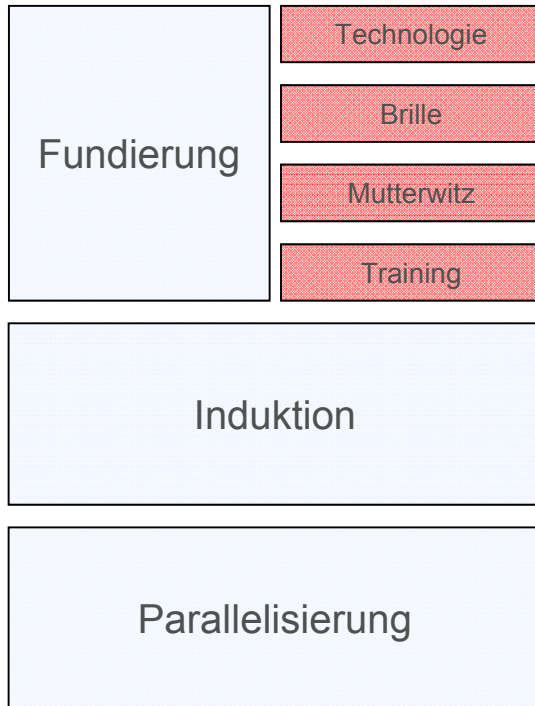 Fundierung
Technologie
Brille
Mutterwitz
Training
Induktion
Parallelisierung